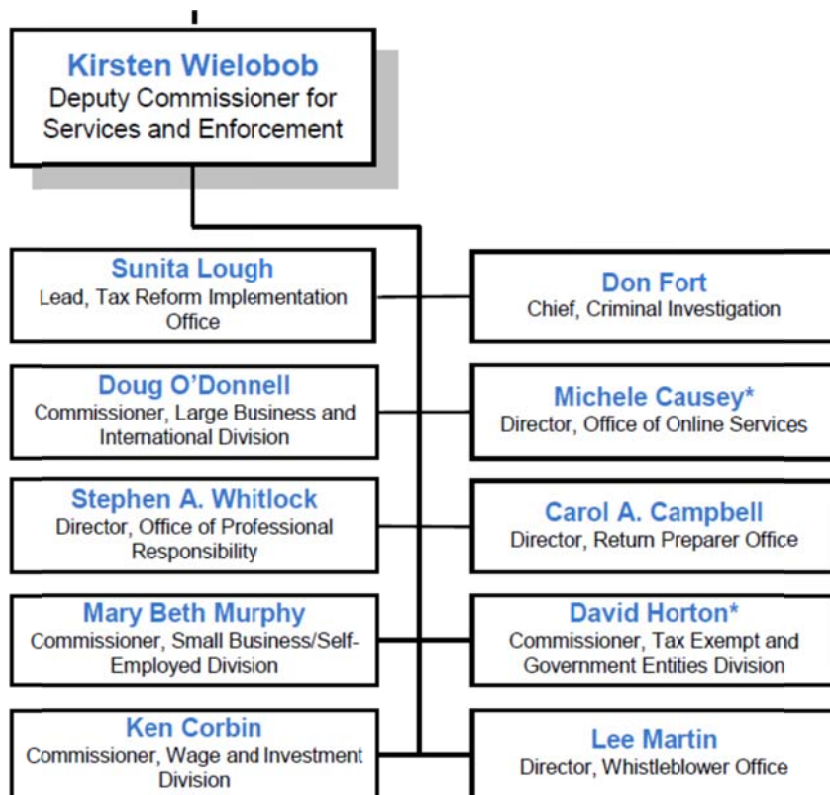 Kirsten Wielobob
Deputy Commissioner for
Services and Enforcement
Sunita Lough
Lead, Tax Reform Implementation
Office
Don Fort
Chief, Criminal Investigation
Doug O’Donnell
Commissioner, Large Business and
International Division
Michele Causey*
Director, Office of Online Services
Stephen A. Whitlock
Director, Office of Professional
Responsibility
Carol A. Campbell
Director, Return Preparer Office
Mary Beth Murphy
Commissioner, Small Business/Self-
Employed Division
David Horton*
Commissioner, Tax Exempt and
Government Entities Division
Ken Corbin
Commissioner, Wage and Investment
Division
Lee Martin
Director, Whistleblower Office